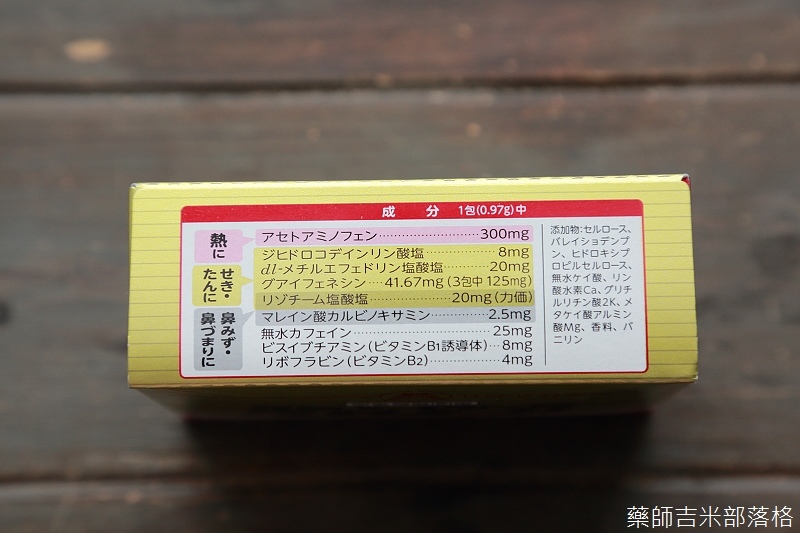 成分 1包(0.97g)中
熱に
アセトアミノフェン 300mg
せき・たんに
ジヒドロコデインリン酸塩 8mg
dl-メチルエフェドリン塩酸塩 20mg
グアイフェネシン 41.67mg (3包中 125mg)
リゾチーム塩酸塩 20mg(力価)
鼻みず・鼻づまりに
マレイン酸カルビノキサミン 2.5mg
無水カフェイン 25mg
ビスイブチアミン(ビタミンB1誘導体) 8mg
リボフラビン(ビタミンB2) 4mg
添加物:セルロース、
バレイショデンプ
ン、ヒドロキシプ
ロピルセルロース、
無水ケイ酸、リン
酸水素Ca、グリチ
ルリチン酸2K、メ
タケイ酸アルミン
酸Mg、香料、バ
ニリン
藥師吉米部落格